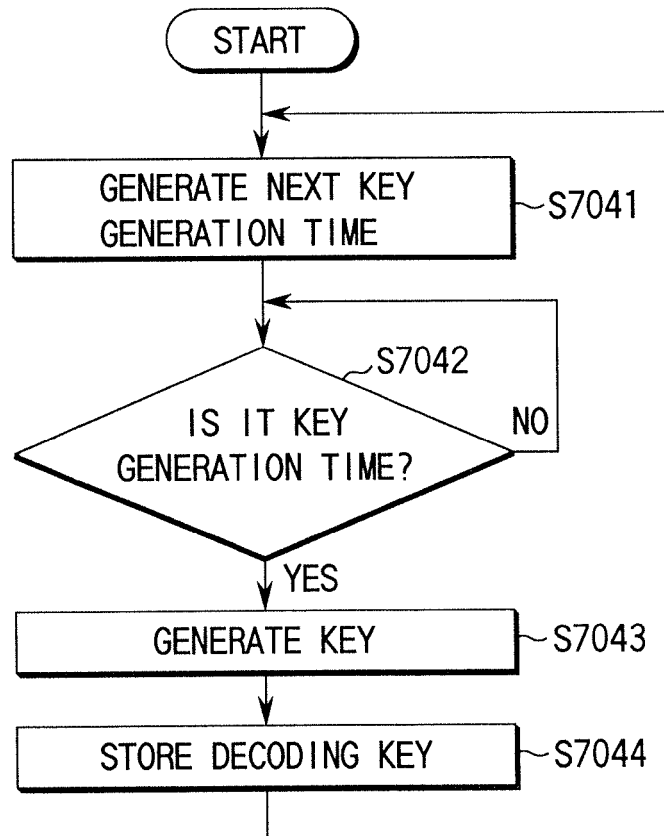 START
GENERATE NEXT KEY
GENERATION TIME
S7041
S7042
IS IT KEY
GENERATION TIME?
NO
YES
GENERATE KEY
S7043
STORE DECODING KEY
S7044